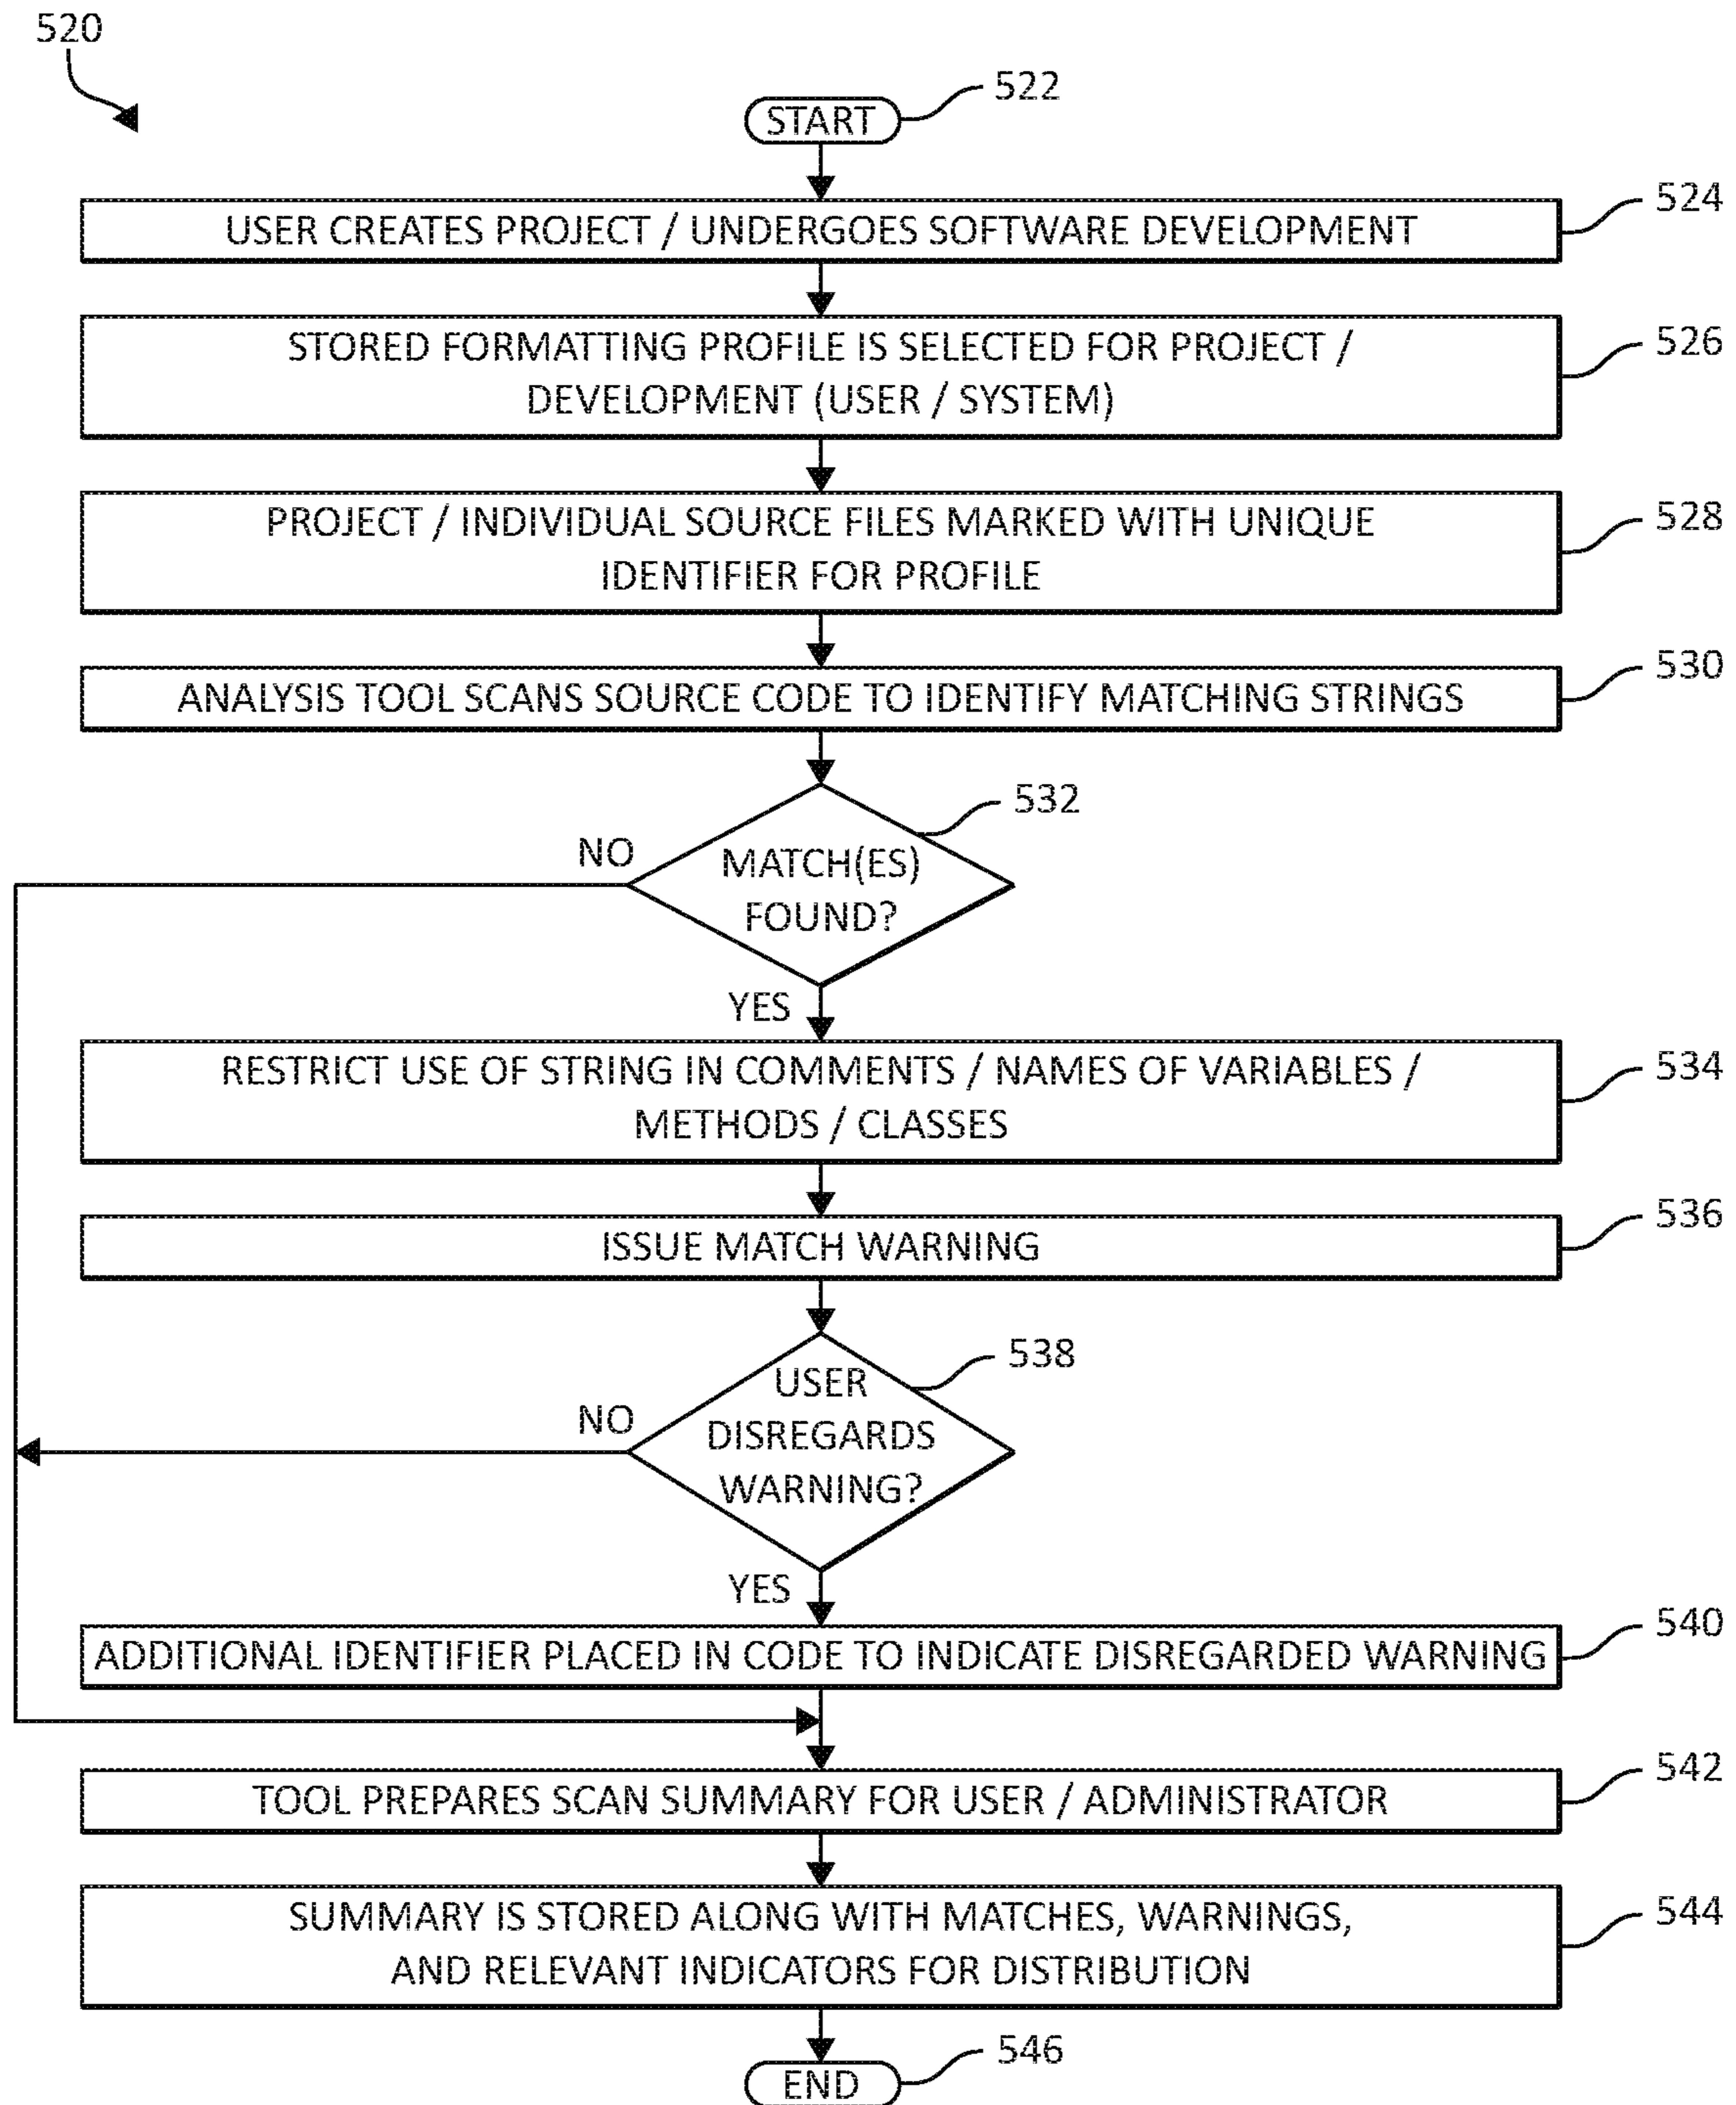 520
522
START
524
USER CREATES PROJECT / UNDERGOES SOFTWARE DEVELOPMENT
526
STORED FORMATTING PROFILE IS SELECTED FOR PROJECT /
DEVELOPMENT (USER / SYSTEM)
528
PROJECT / INDIVIDUAL SOURCE FILES MARKED WITH UNIQUE
IDENTIFIER FOR PROFILE
530
ANALYSIS TOOL SCANS SOURCE CODE TO IDENTIFY MATCHING STRINGS
532
NO
MATCH(ES)
FOUND?
YES
534
RESTRICT USE OF STRING IN COMMENTS / NAMES OF VARIABLES /
METHODS / CLASSES
536
ISSUE MATCH WARNING
538
USER
NO
DISREGARDS
WARNING?
YES
540
ADDITIONAL IDENTIFIER PLACED IN CODE TO INDICATE DISREGARDED WARNING
542
TOOL PREPARES SCAN SUMMARY FOR USER / ADMINISTRATOR
544
SUMMARY IS STORED ALONG WITH MATCHES, WARNINGS,
AND RELEVANT INDICATORS FOR DISTRIBUTION
546
END